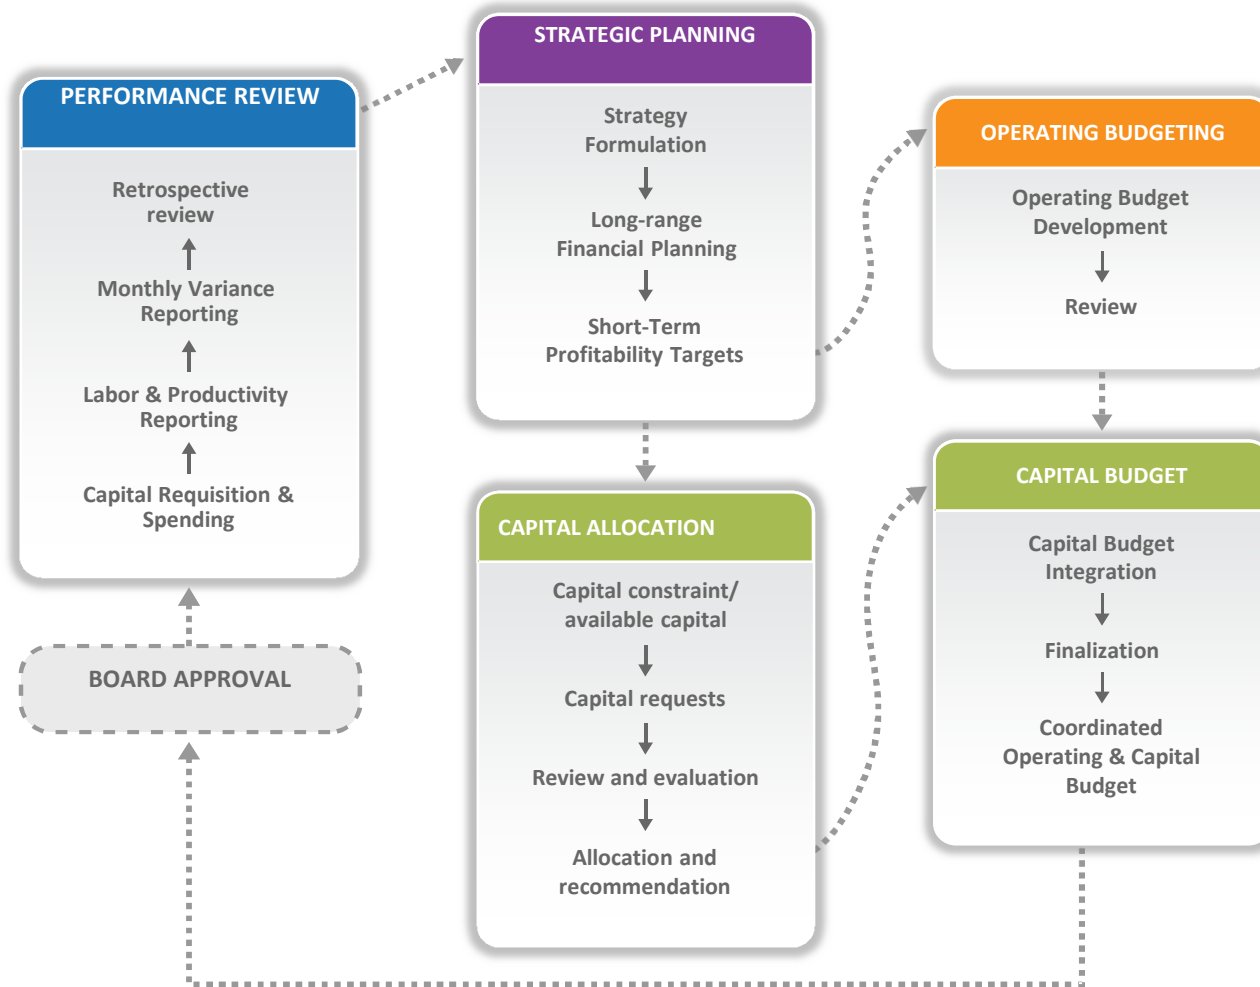 PERFORMANCE REVIEW
Retrospective
review
Monthly Variance
Reporting
Labor & Productivity
Reporting
Capital Requisition &
Spending
BOARD APPROVAL
STRATEGIC PLANNING
Strategy
Formulation
Long-range
Financial Planning
Short-Term
Profitability Targets
CAPITAL ALLOCATION
Capital constraint/
available capital
Capital requests
Review and evaluation
Allocation and
recommendation
OPERATING BUDGETING
Operating Budget
Development
Review
CAPITAL BUDGET
Capital Budget
Integration
Finalization
Coordinated
Operating & Capital
Budget